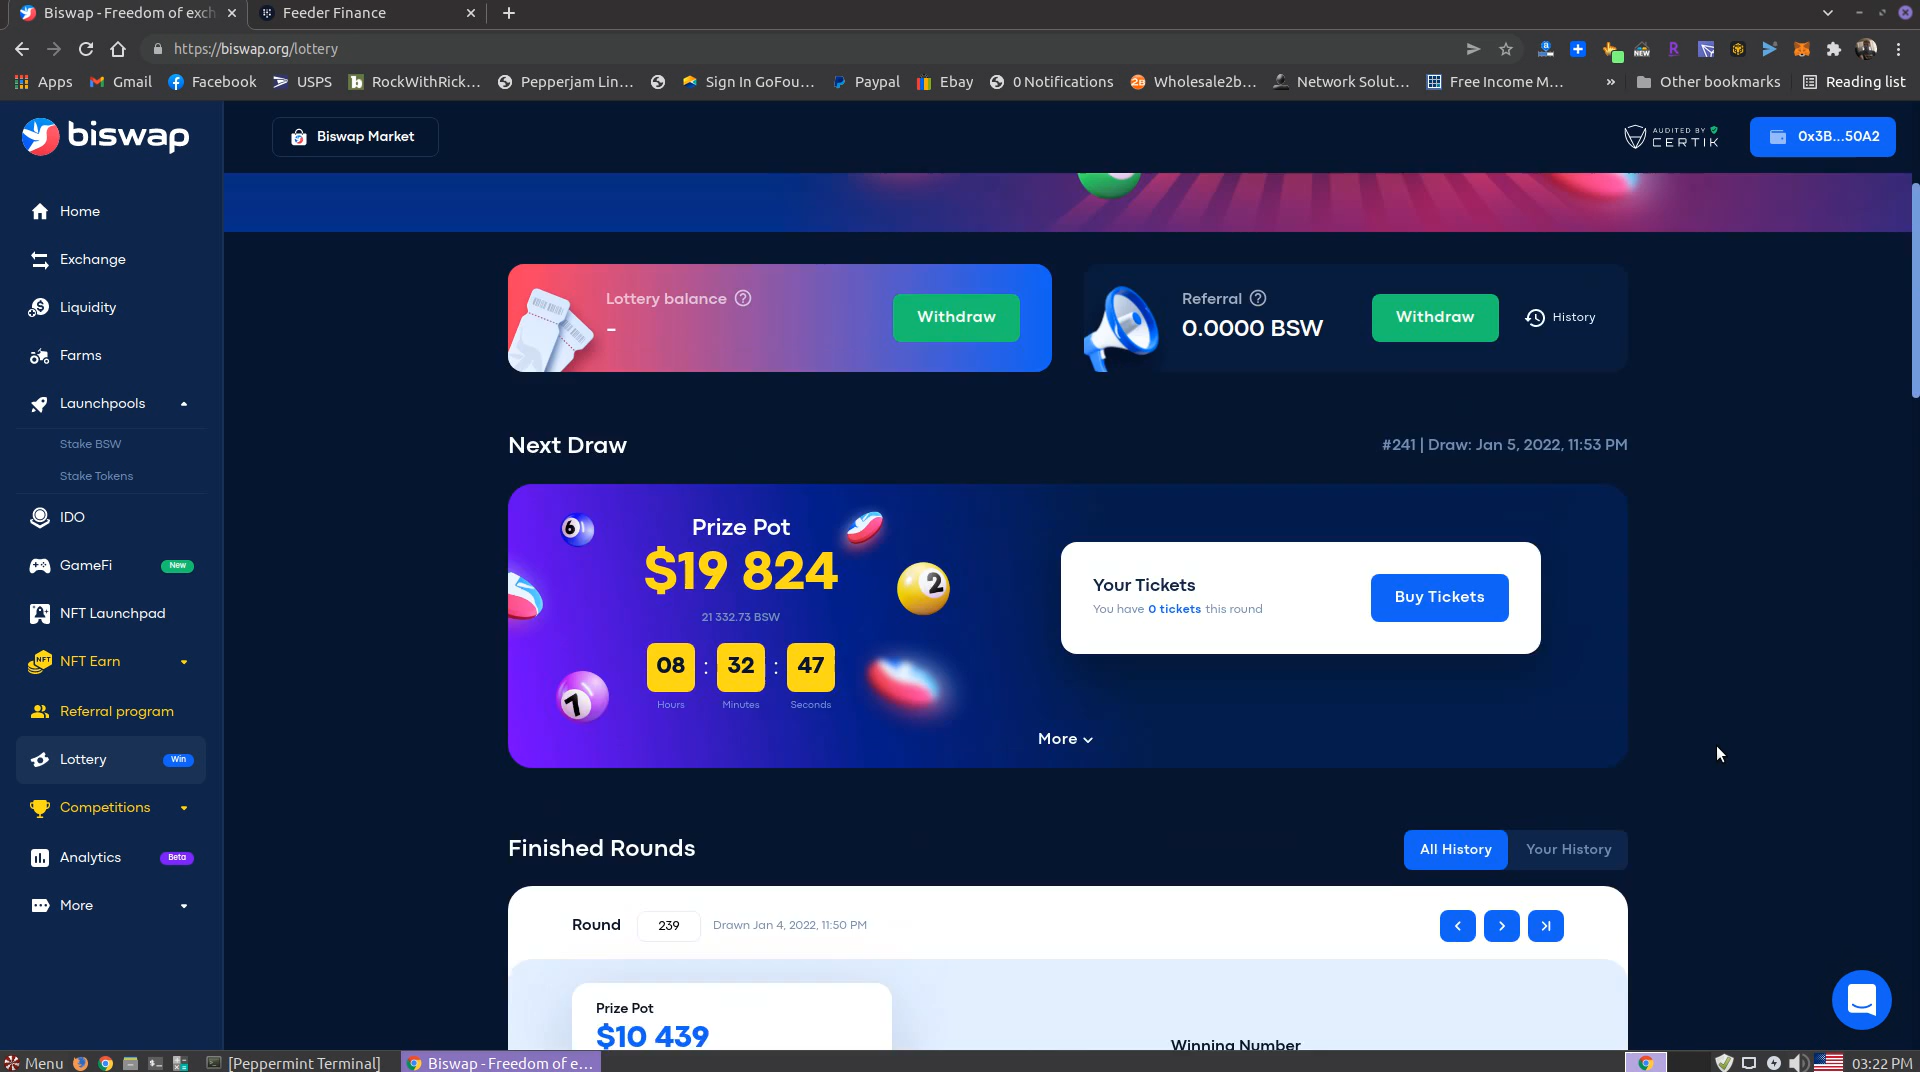 Biswap - Freedom of exch
Feeder Finance
https://biswap.org/lottery
Apps
Gmail
Facebook
USPS
RockWithRick...
Pepperjam Lin...
Sign In GoFou...
Paypal
Ebay
0 Notifications
Wholesale2b...
Network Solut...
Free Income M...
»
Other bookmarks
Reading list
biswap
Biswap Market
AUDITED BY
CERTIK
0x3B...50A2
Home
Exchange
Liquidity
Farms
Launchpools
Stake BSW
Stake Tokens
IDO
GameFi New
NFT Launchpad
NFT Earn
Referral program
Lottery Win
Competitions
Analytics Beta
More
Lottery balance ?
-
Withdraw
Referral ?
0.0000 BSW
Withdraw
History
Next Draw
#241 | Draw: Jan 5, 2022, 11:53 PM
6
2
7
Prize Pot
$19 824
21 332.73 BSW
08 : 32 : 47
Hours Minutes Seconds
Your Tickets
You have 0 tickets this round
Buy Tickets
More
Finished Rounds
All History
Your History
Round 239 Drawn Jan 4, 2022, 11:50 PM
Prize Pot
$10 439
Winning Number
Menu
[Peppermint Terminal]
Biswap - Freedom of e...
03:22 PM